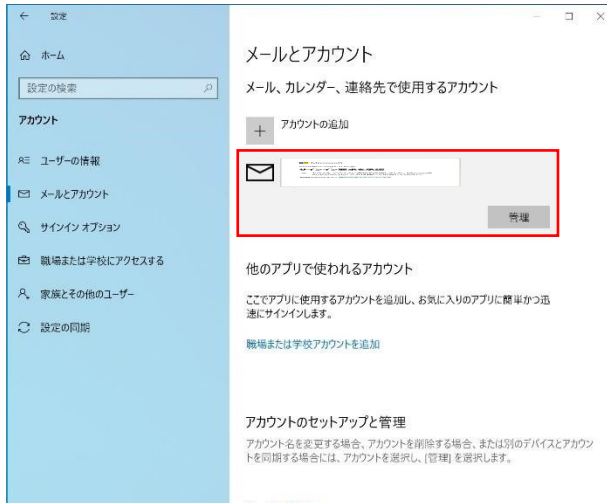 設定
ホーム
設定の検索
アカウント
ユーザーの情報
メールとアカウント
サインイン オプション
職場または学校にアクセスする
家族とその他のユーザー
設定の同期
メールとアカウント
メール、カレンダー、連絡先で使用するアカウント
アカウントの追加
管理
他のアプリで使われるアカウント
ここでアプリに使用するアカウントを追加し、お気に入りのアプリに簡単かつ迅
速にサインインします。
職場または学校アカウントを追加
アカウントのセットアップと管理
アカウント名を変更する場合、アカウントを削除する場合、または別のデバイスとアカウン
トを同期する場合には、アカウントを選択し、[管理] を選択します。